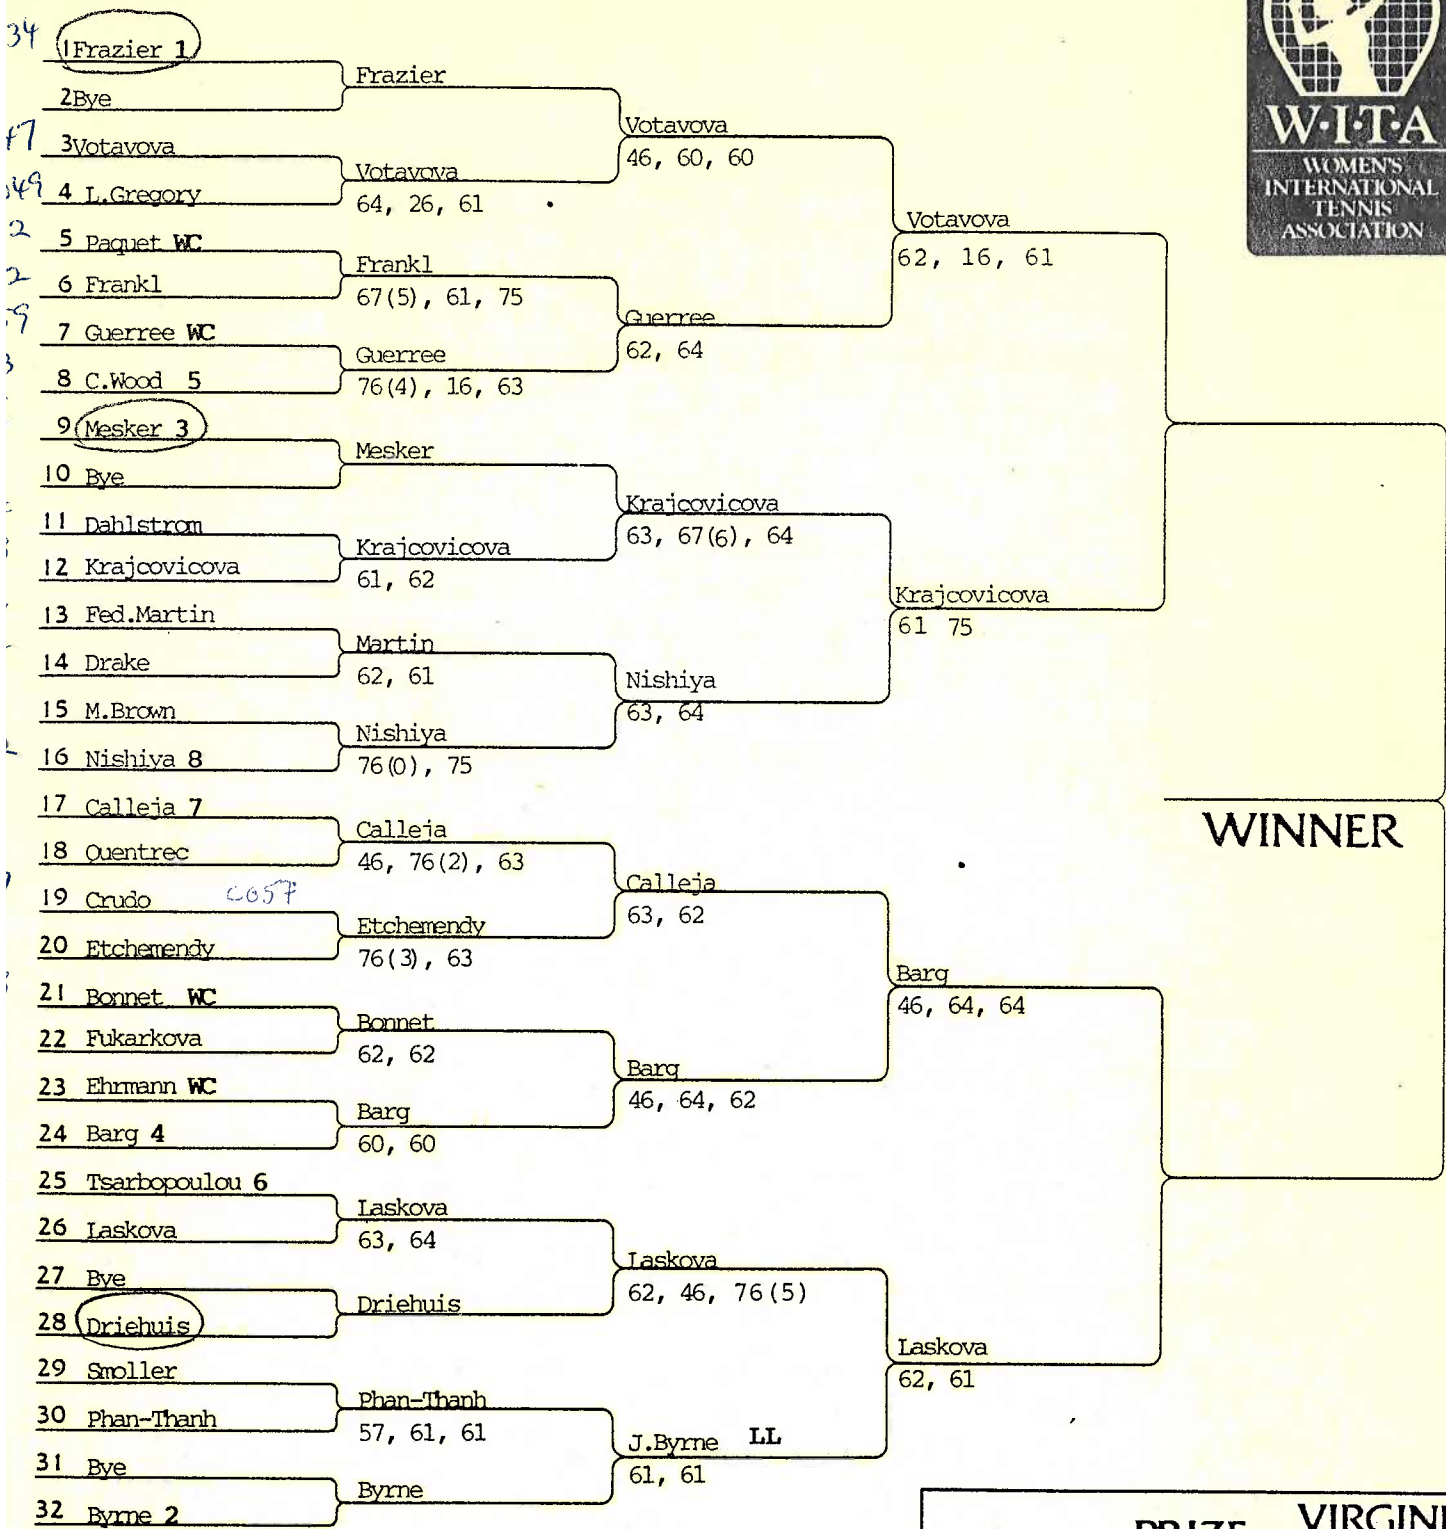 34
1 Frazier 1
2 Bye
3 Votavova
4 L.Gregory
5 Paquet WC
6 Frankl
7 Guerree WC
8 C.Wood 5
9 Mesker 3
10 Bye
11 Dahlstrom
12 Krajcovicova
13 Fed.Martin
14 Drake
15 M.Brown
16 Nishiya 8
17 Calleja 7
18 Quentrec
19 Crudo C057
20 Etchemendy
21 Bonnet WC
22 Fukarkova
23 Ehrmann WC
24 Barg 4
25 Tsarbopoulou 6
26 Laskova
27 Bye
28 Driehuis
29 Smoller
30 Phan-Thanh
31 Bye
32 Byrne 2
Frazier
Votavova
64, 26, 61
Frankl
67(5), 61, 75
Guerree
76(4), 16, 63
Mesker
Krajcovicova
61, 62
Martin
62, 61
Nishiya
76(0), 75
Calleja
46, 76(2), 63
Etchemendy
76(3), 63
Bonnet
62, 62
Barg
60, 60
Laskova
63, 64
Driehuis
Phan-Thanh
57, 61, 61
Byrne
Votavova
46, 60, 60
Guerree
62, 64
Krajcovicova
63, 67(6), 64
Nishiya
63, 64
Calleja
63, 62
Barg
46, 64, 62
Laskova
62, 46, 76(5)
J.Byrne LL
61, 61
Votavova
62, 16, 61
Krajcovicova
61 75
Barg
46, 64, 64
Laskova
62, 61
W·I·T·A
WOMEN'S
INTERNATIONAL
TENNIS
ASSOCIATION
WINNER
PRIZE VIRGINI